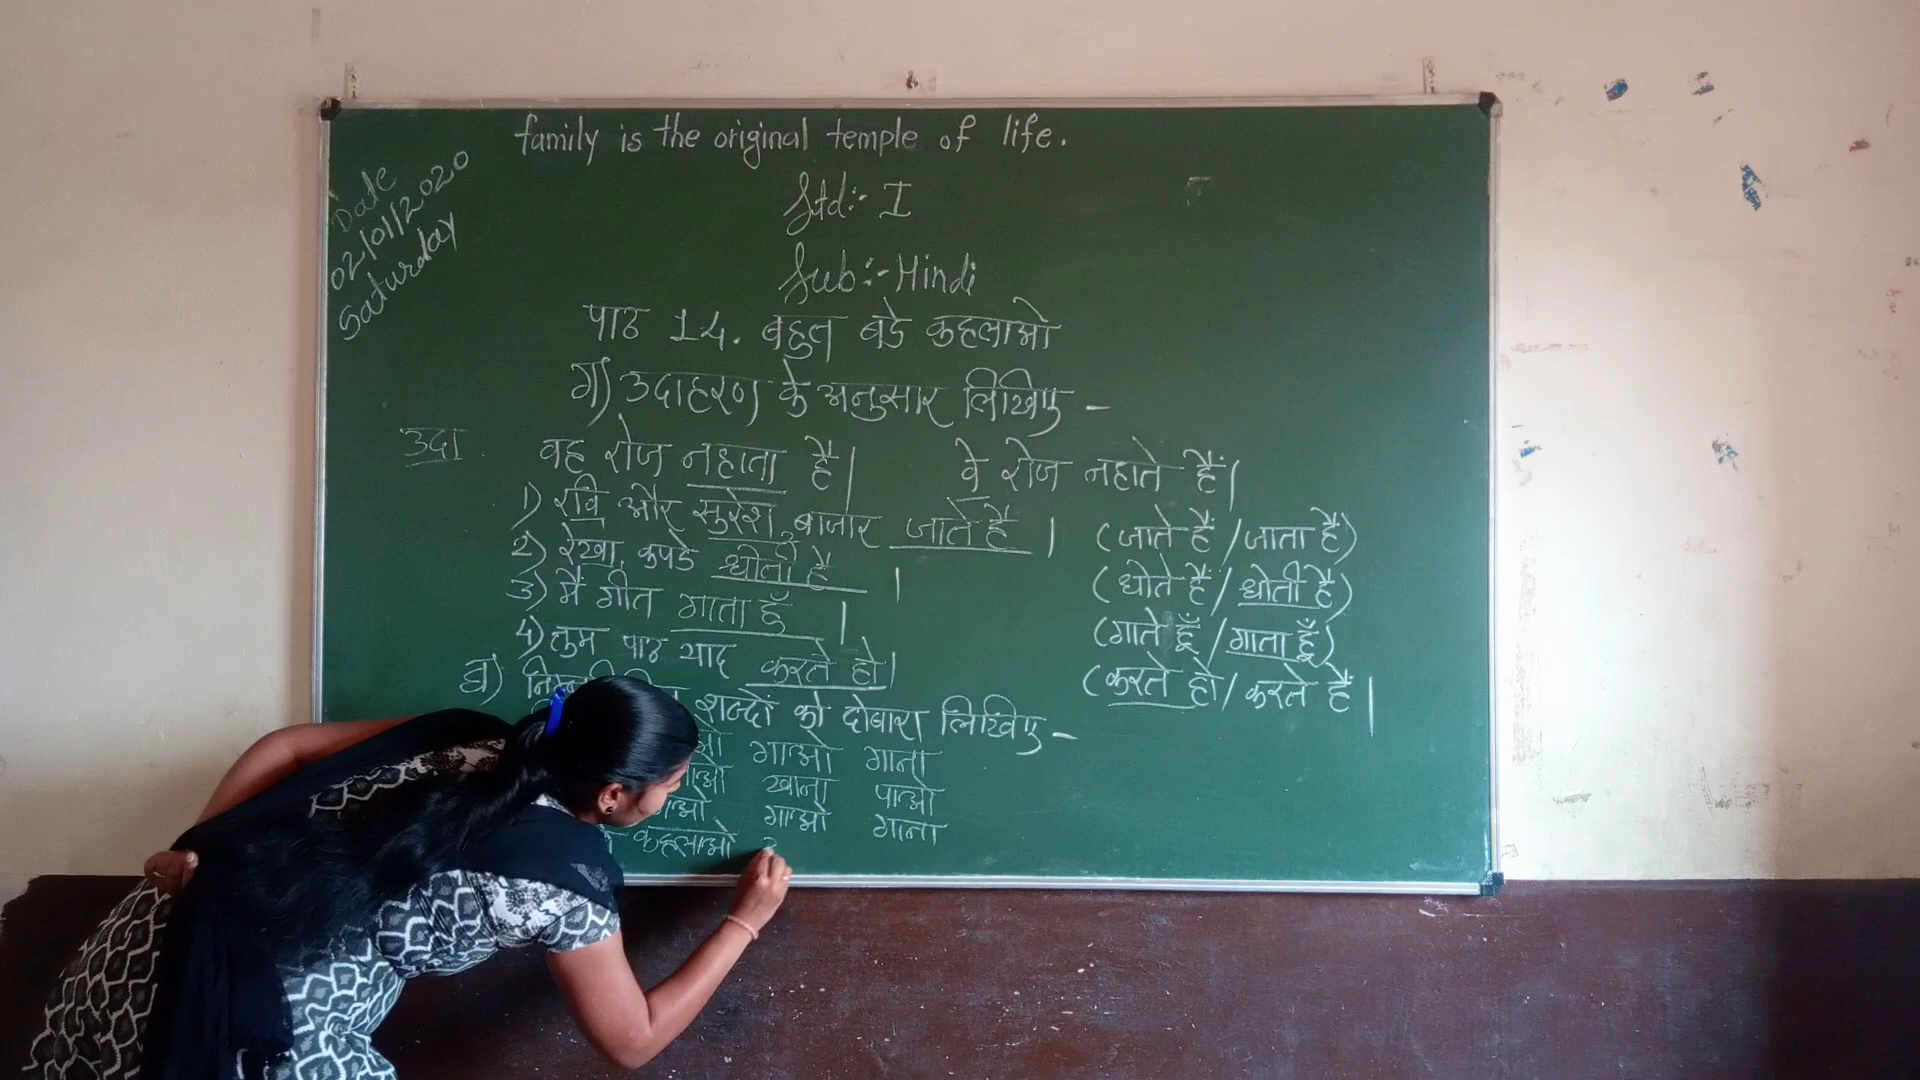 family is the original temple of life.
Date
02/01/2020
Saturday
Std:- I
Sub:- Hindi
पाठ 14. बहुत बडे कहलाओ
ग) उदाहरण के अनुसार लिखिए -
उदा. वह रोज नहाता है| वे रोज नहाते हैं|
1) रवि और सुरेश बाजार जाते है | (जाते हैं / जाता है)
2) रेखा कपडे धोती है | (धोते हैं / धोती है)
3) मैं गीत गाता हुँ | (गाते हूँ / गाता हूँ)
4) तुम पाठ याद करते हो| (करते हो / करते हैं |
शब्दों को दोबारा लिखिए -
गाओ गाना
खाना पाओ
गाओ गाना
कहलाओ